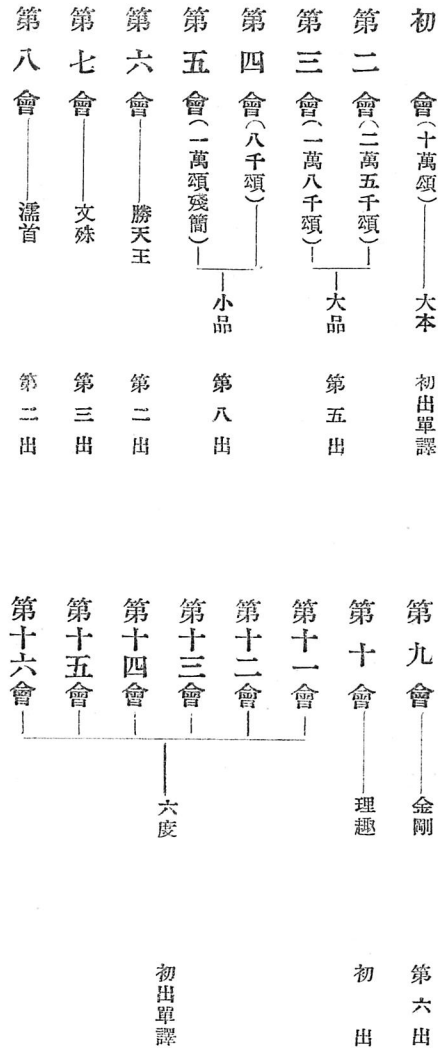 初會(十萬頌)大本 初出單譯
第二會(二萬五千頌)
第三會(一萬八千頌)
大品 第五出
第四會(八千頌)
第五會(一萬頌殘簡)
小品 第八出
第六會 勝天王 第二出
第七會 文殊 第三出
第八會 濡首 第二出
第九會 金剛 第六出
第十會 理趣 初出
第十一會
第十二會
第十三會
第十四會
第十五會
第十六會
六度 初出單譯